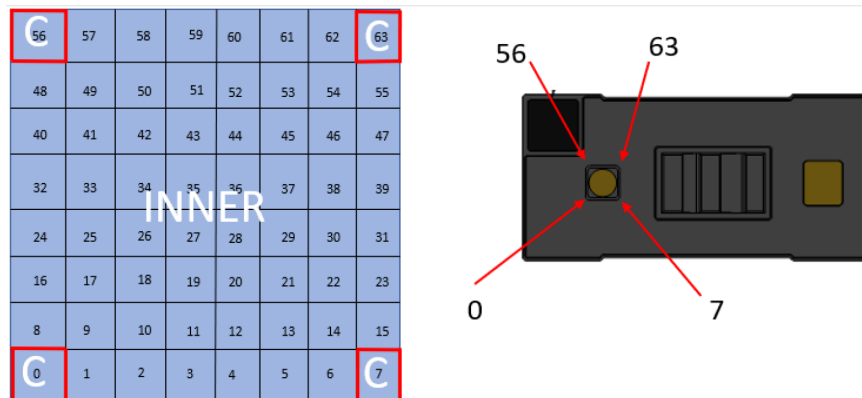 C C
56 57 58 59 60 61 62 63
48 49 50 51 52 53 54 55
40 41 42 43 44 45 46 47
32 33 34 35 36 37 38 39
INNER
24 25 26 27 28 29 30 31
16 17 18 19 20 21 22 23
8 9 10 11 12 13 14 15
C C
0 1 2 3 4 5 6 7
56 63
0 7